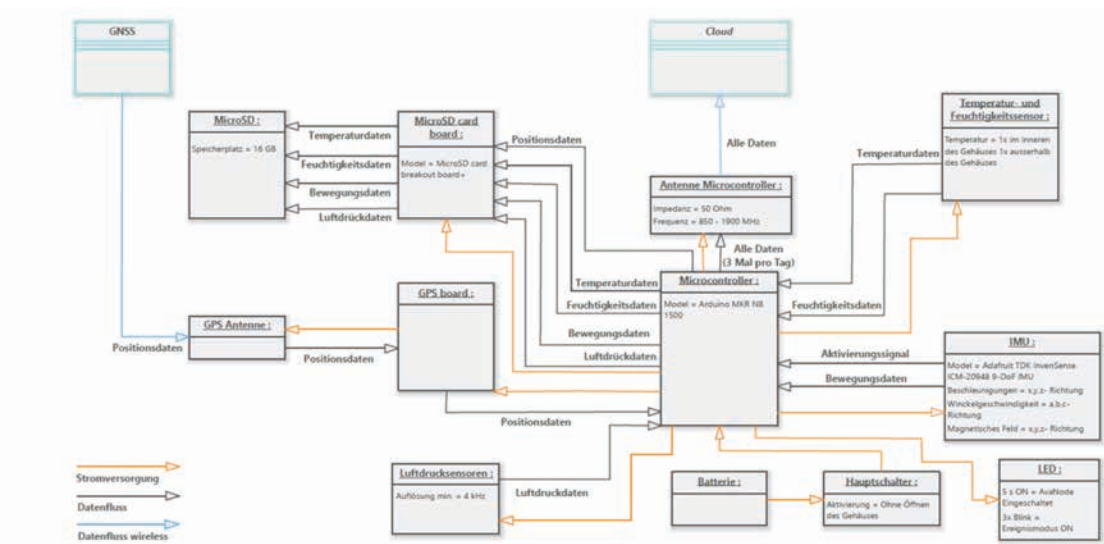 GNSS
Cloud
MicroSD :
Speicherplatz = 16 GB
Temperaturdaten
Feuchtigkeitsdaten
Bewegungsdaten
Luftdrückdaten
MicroSD card
board :
Model = MicroSD card
breakout board+
Positionsdaten
Alle Daten
Antenne Microcontroller :
Impedanz = 50 Ohm
Frequenz = 850 - 1900 MHz
Temperatur- und
Feuchtigkeitssensor :
Temperatur = 1x im Inneren
des Gehäuses 1x ausserhalb
des Gehäuses
Temperaturdaten
Alle Daten
(3 Mal pro Tag)
Microcontroller :
Model = Arduino MKR NB
1500
Temperaturdaten
Feuchtigkeitsdaten
Bewegungsdaten
Luftdrückdaten
Feuchtigkeitsdaten
GPS board :
GPS Antenne :
Positionsdaten
Positionsdaten
Positionsdaten
Aktivierungssignal
Bewegungsdaten
IMU :
Model = Adafruit TDK InvenSense
ICM-20948 9-DoF IMU
Beschleunigungen = x,y,z- Richtung
Winckelgeschwindigkeit = a,b,c-
Richtung
Magnetisches Feld = x,y,z- Richtung
Luftdrucksensoren :
Auflösung min. = 4 kHz
Luftdruckdaten
Batterie :
Hauptschalter :
Aktivierung = Ohne Öffnen
des Gehäuses
LED :
5 s ON = AvaNode
Eingeschaltet
3x Blink =
Ereignismodus ON
Stromversorgung
Datenfluss
Datenfluss wireless